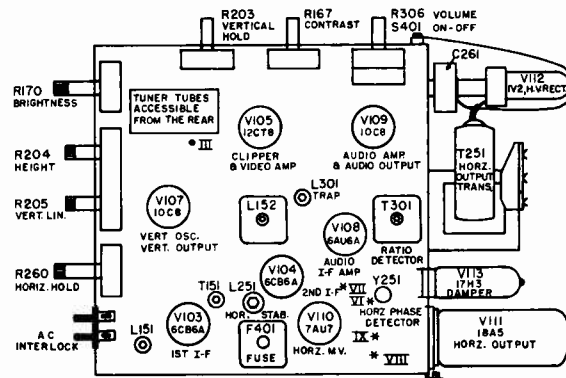 R203
VERTICAL
HOLD
R167
CONTRAST
R306
S401
VOLUME
ON-OFF
C261
V112
1V2, H.V.RECT.
R170
BRIGHTNESS
TUNER TUBES
ACCESSIBLE
FROM THE REAR
III
V105
12CT8
CLIPPER
& VIDEO AMP
V109
10C8
AUDIO AMP.
& AUDIO OUTPUT
T251
HORZ.
OUTPUT
TRANS.
R204
HEIGHT
R205
VERT. LIN.
V107
10C8
VERT OSC.
VERT. OUTPUT
L152
L301
TRAP
T301
RATIO
DETECTOR
V108
6AU6A
AUDIO
I-F AMP
R260
HORIZ. HOLD
V104
6CB6A
2ND I-F
* VII
VI *
Y251
HORZ PHASE
DETECTOR
V113
17H3
DAMPER
T151
L251
HOR. STAB.
AC
INTERLOCK
L151
V103
6CB6A
1ST I-F
F401
FUSE
V110
7AU7
HORZ. M.V.
IX *
* VIII
V111
18A5
HORZ. OUTPUT